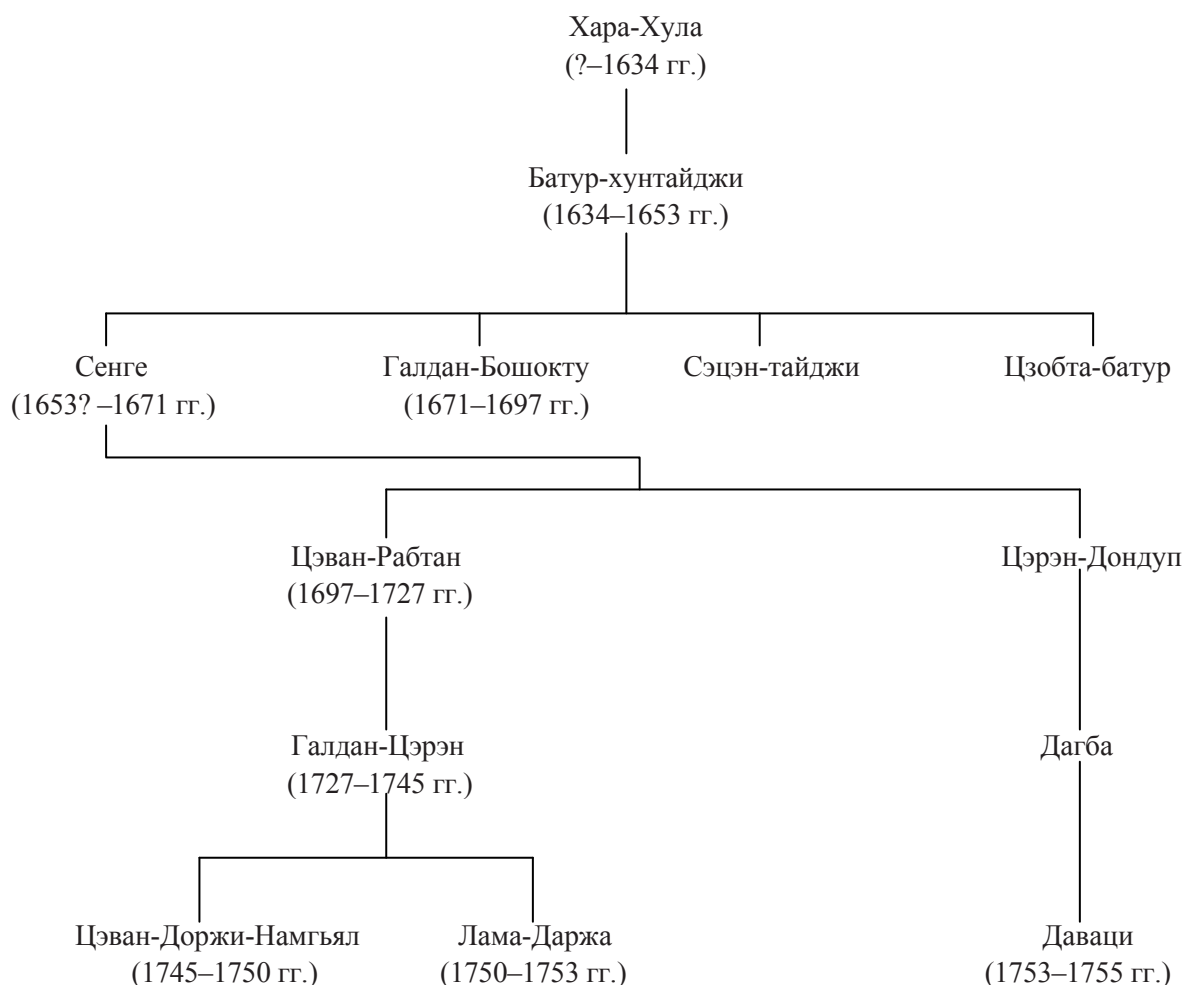 Хара-Хула
(?–1634 гг.)
Батур-хунтайджи
(1634–1653 гг.)
Сенге
(1653? –1671 гг.)
Галдан-Бошокту
(1671–1697 гг.)
Сэцэн-тайджи
Цзобта-батур
Цэван-Рабтан
(1697–1727 гг.)
Цэрэн-Дондуп
Галдан-Цэрэн
(1727–1745 гг.)
Дагба
Цэван-Доржи-Намгьял
(1745–1750 гг.)
Лама-Даржа
(1750–1753 гг.)
Даваци
(1753–1755 гг.)